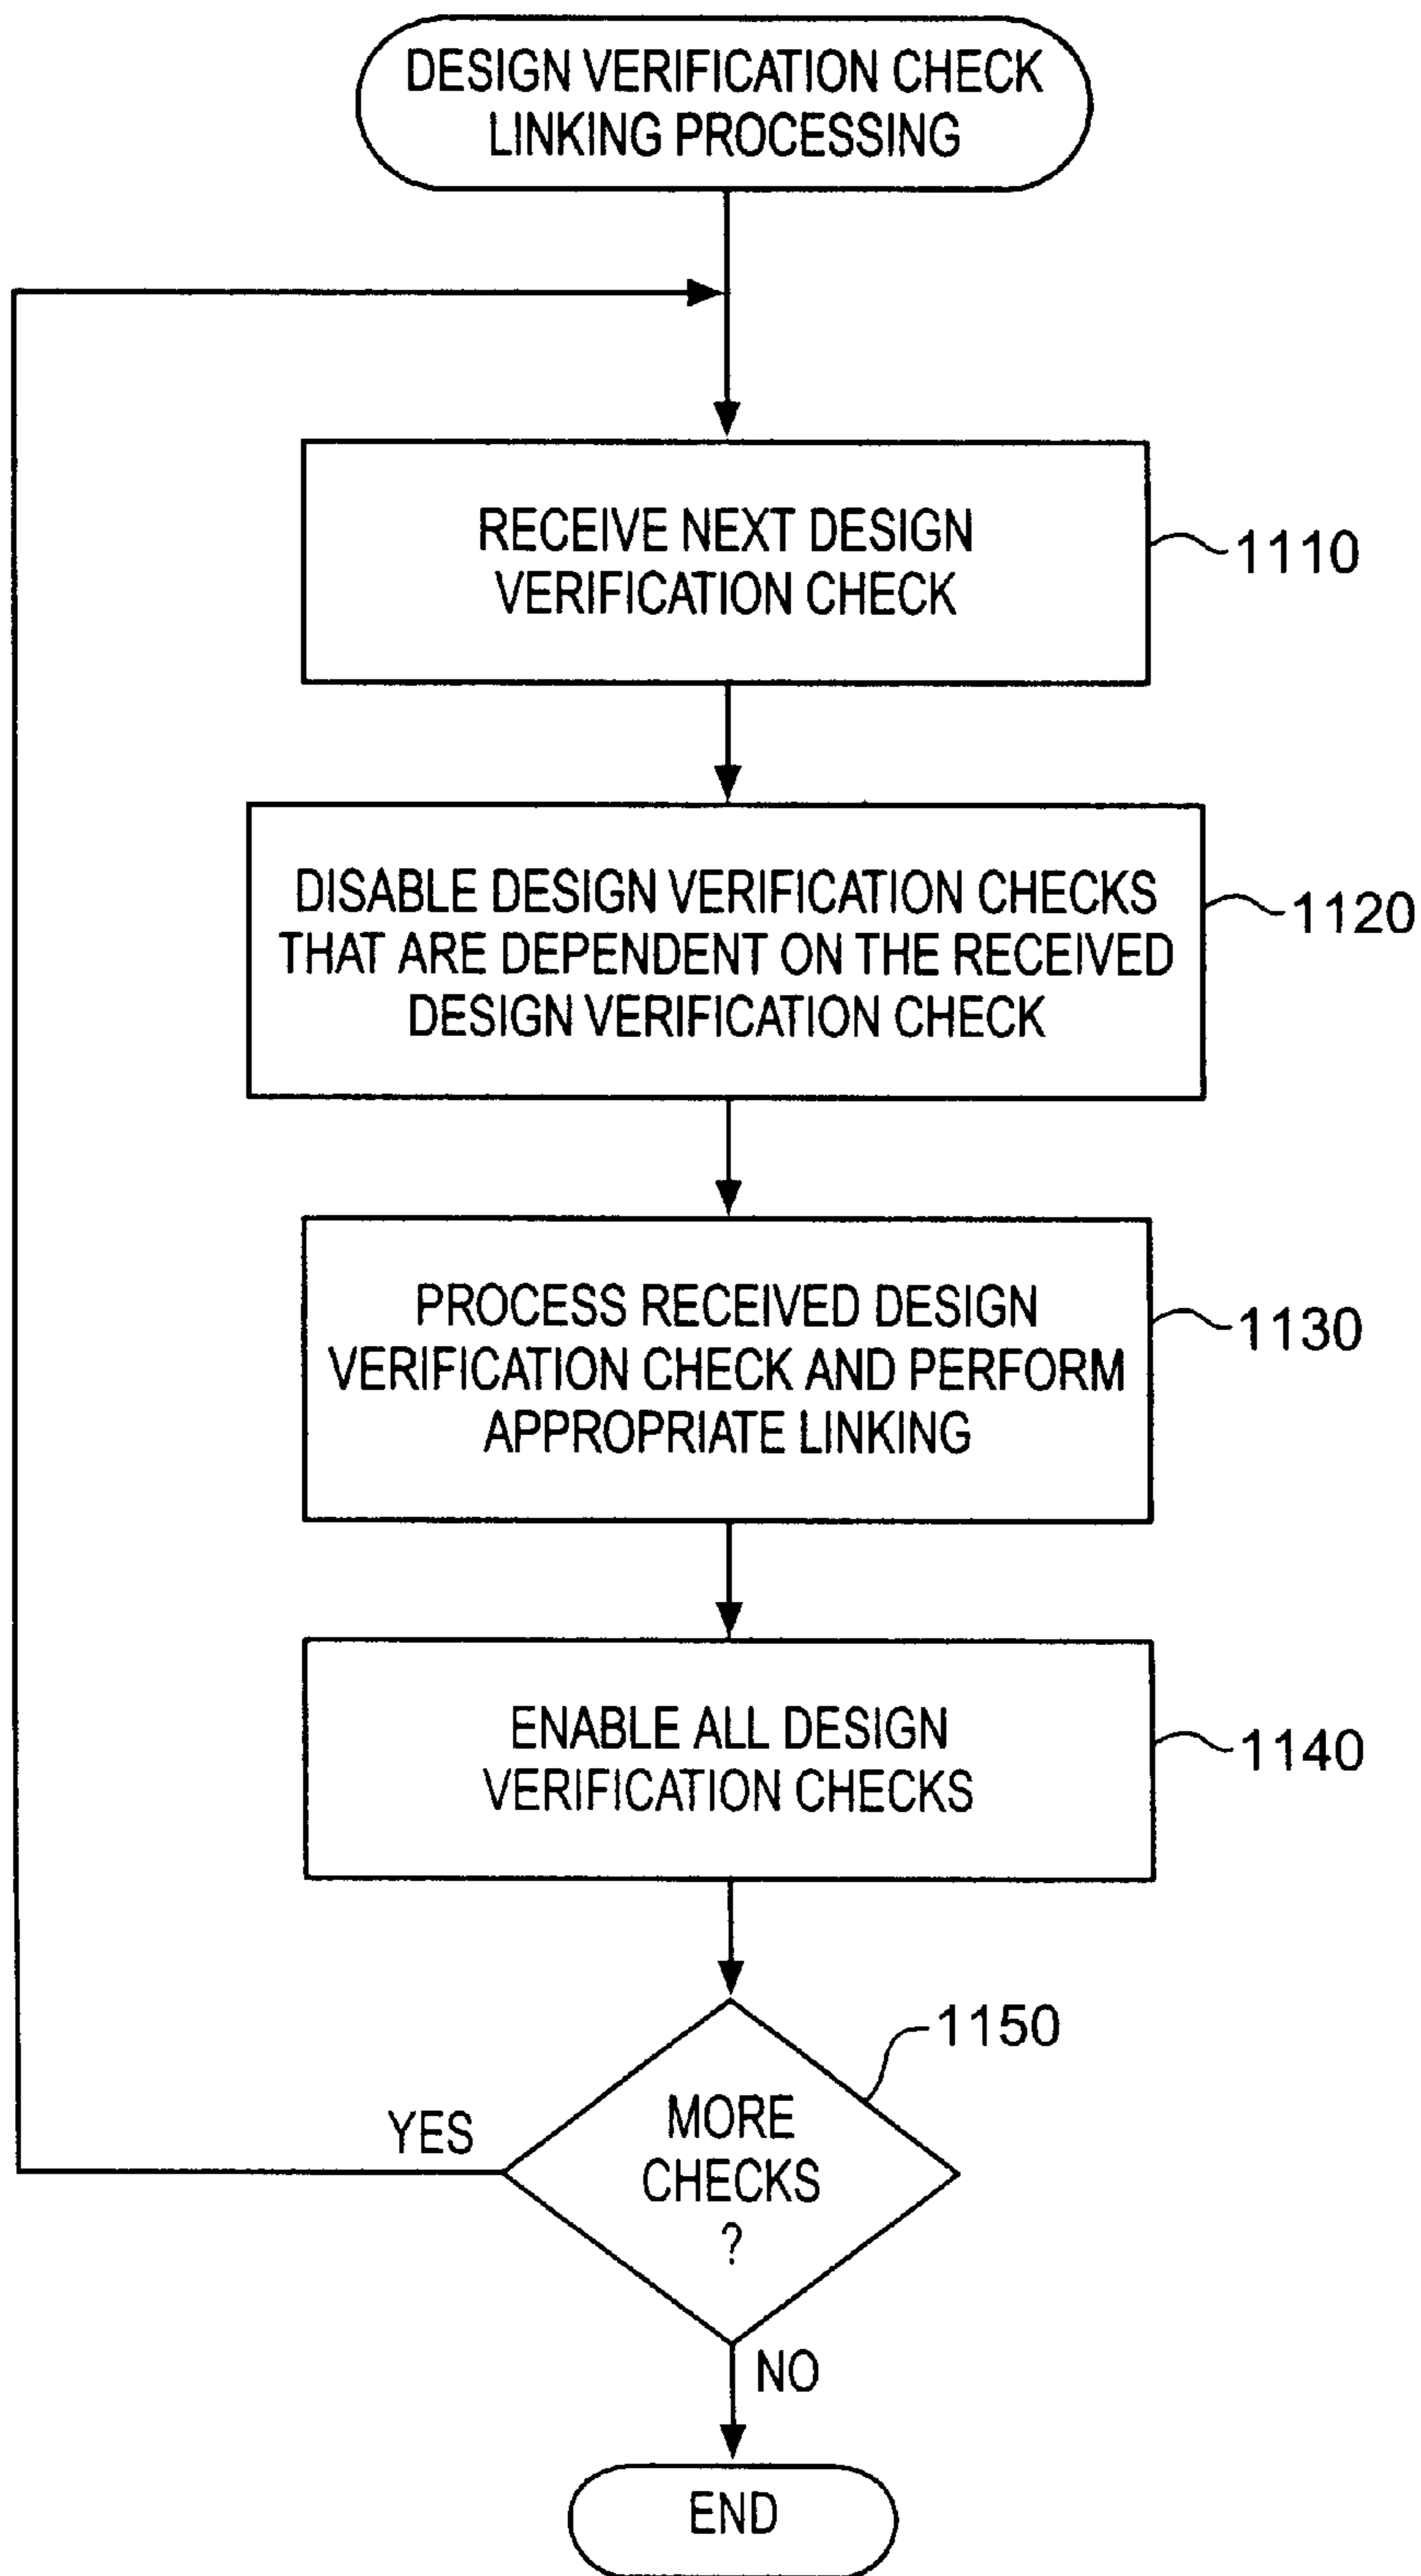 DESIGN VERIFICATION CHECK
LINKING PROCESSING
RECEIVE NEXT DESIGN
VERIFICATION CHECK
1110
DISABLE DESIGN VERIFICATION CHECKS
THAT ARE DEPENDENT ON THE RECEIVED
DESIGN VERIFICATION CHECK
1120
PROCESS RECEIVED DESIGN
VERIFICATION CHECK AND PERFORM
APPROPRIATE LINKING
1130
ENABLE ALL DESIGN
VERIFICATION CHECKS
1140
1150
MORE
CHECKS
?
YES
NO
END